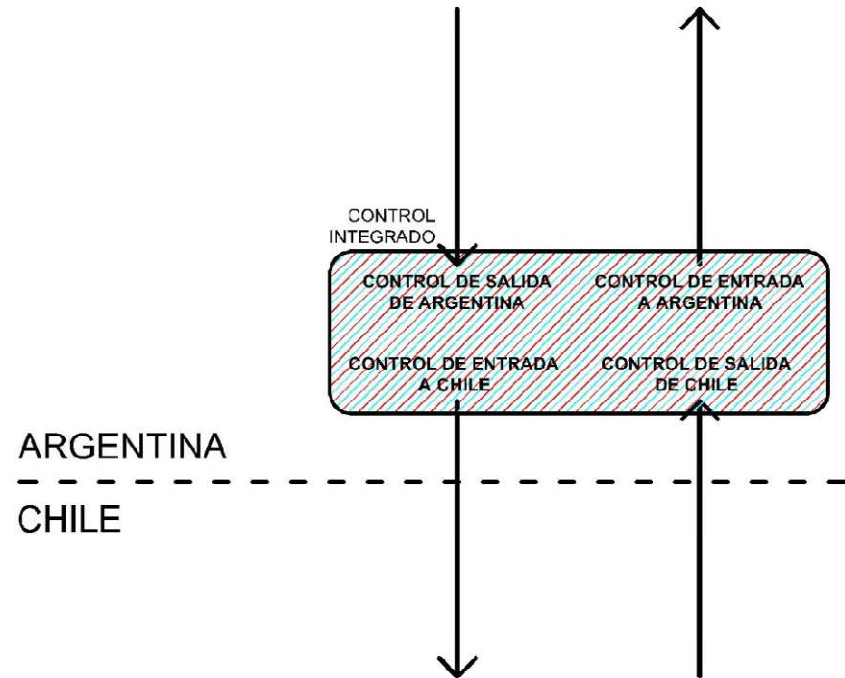 CONTROL
INTEGRADO
CONTROL DE SALIDA
DE ARGENTINA
CONTROL DE ENTRADA
A ARGENTINA
CONTROL DE ENTRADA
A CHILE
CONTROL DE SALIDA
DE CHILE
ARGENTINA
CHILE